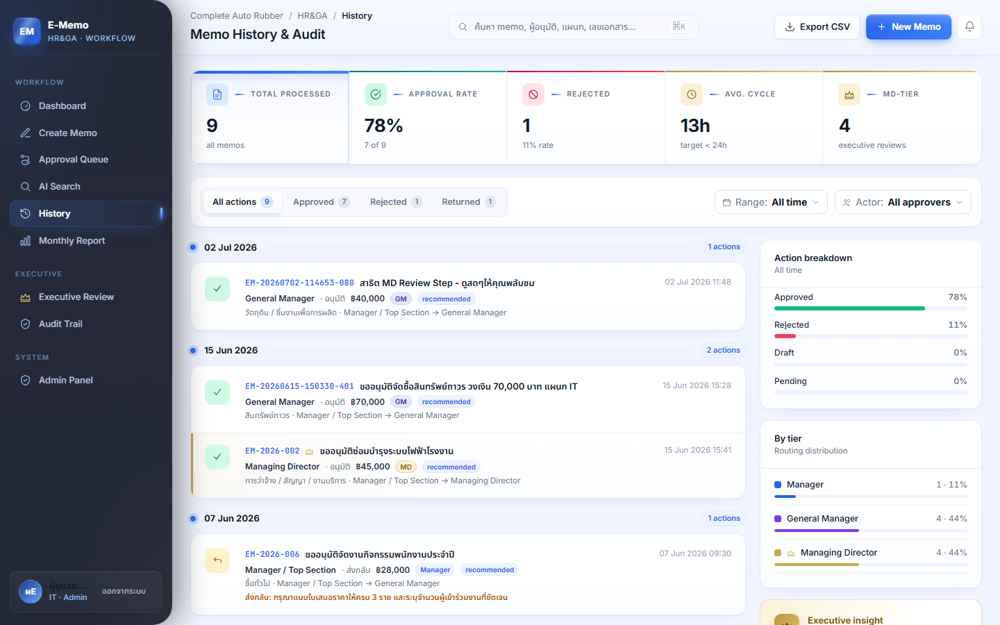 EM
E-Memo
HR&GA · WORKFLOW
WORKFLOW
Dashboard
Create Memo
Approval Queue
AI Search
History
Monthly Report
EXECUTIVE
Executive Review
Audit Trail
SYSTEM
Admin Panel
ผE
ผู้ดูแลระ...
IT · Admin
ออกจากระบบ
Complete Auto Rubber / HR&GA / History
Memo History & Audit
ค้นหา memo, ผู้อนุมัติ, แผนก, เลขเอกสาร...
⌘K
Export CSV
New Memo
TOTAL PROCESSED
9
all memos
APPROVAL RATE
78%
7 of 9
REJECTED
1
11% rate
AVG. CYCLE
13h
target < 24h
MD-TIER
4
executive reviews
All actions 9
Approved 7
Rejected 1
Returned 1
Range: All time
Actor: All approvers
02 Jul 2026
1 actions
EM-20260702-114653-080 สาธิต MD Review Step - ดูสดๆให้คุณพลับชม
02 Jul 2026 11:48
General Manager · อนุมัติ ฿40,000 GM recommended
วัตถุดิบ / ชิ้นงานเพื่อการผลิต · Manager / Top Section → General Manager
15 Jun 2026
2 actions
EM-20260615-150330-401 ขออนุมัติจัดซื้อสินทรัพย์ถาวร วงเงิน 70,000 บาท แผนก IT
15 Jun 2026 15:28
General Manager · อนุมัติ ฿70,000 GM recommended
สินทรัพย์ถาวร · Manager / Top Section → General Manager
EM-2026-002 ขออนุมัติซ่อมบำรุงระบบไฟฟ้าโรงงาน
15 Jun 2026 15:41
Managing Director · อนุมัติ ฿45,000 MD recommended
การว่าจ้าง / สัญญา / งานบริการ · Manager / Top Section → Managing Director
07 Jun 2026
1 actions
EM-2026-006 ขออนุมัติจัดงานกิจกรรมพนักงานประจำปี
07 Jun 2026 09:30
Manager / Top Section · ส่งกลับ ฿28,000 Manager recommended
ซื้อทั่วไป · Manager / Top Section → General Manager
ส่งกลับ: กรุณาแนบใบเสนอราคาให้ครบ 3 ราย และระบุจำนวนผู้เข้าร่วมงานที่ชัดเจน
Action breakdown
All time
Approved 78%
Rejected 11%
Draft 0%
Pending 0%
By tier
Routing distribution
Manager 1 · 11%
General Manager 4 · 44%
Managing Director 4 · 44%
Executive insight